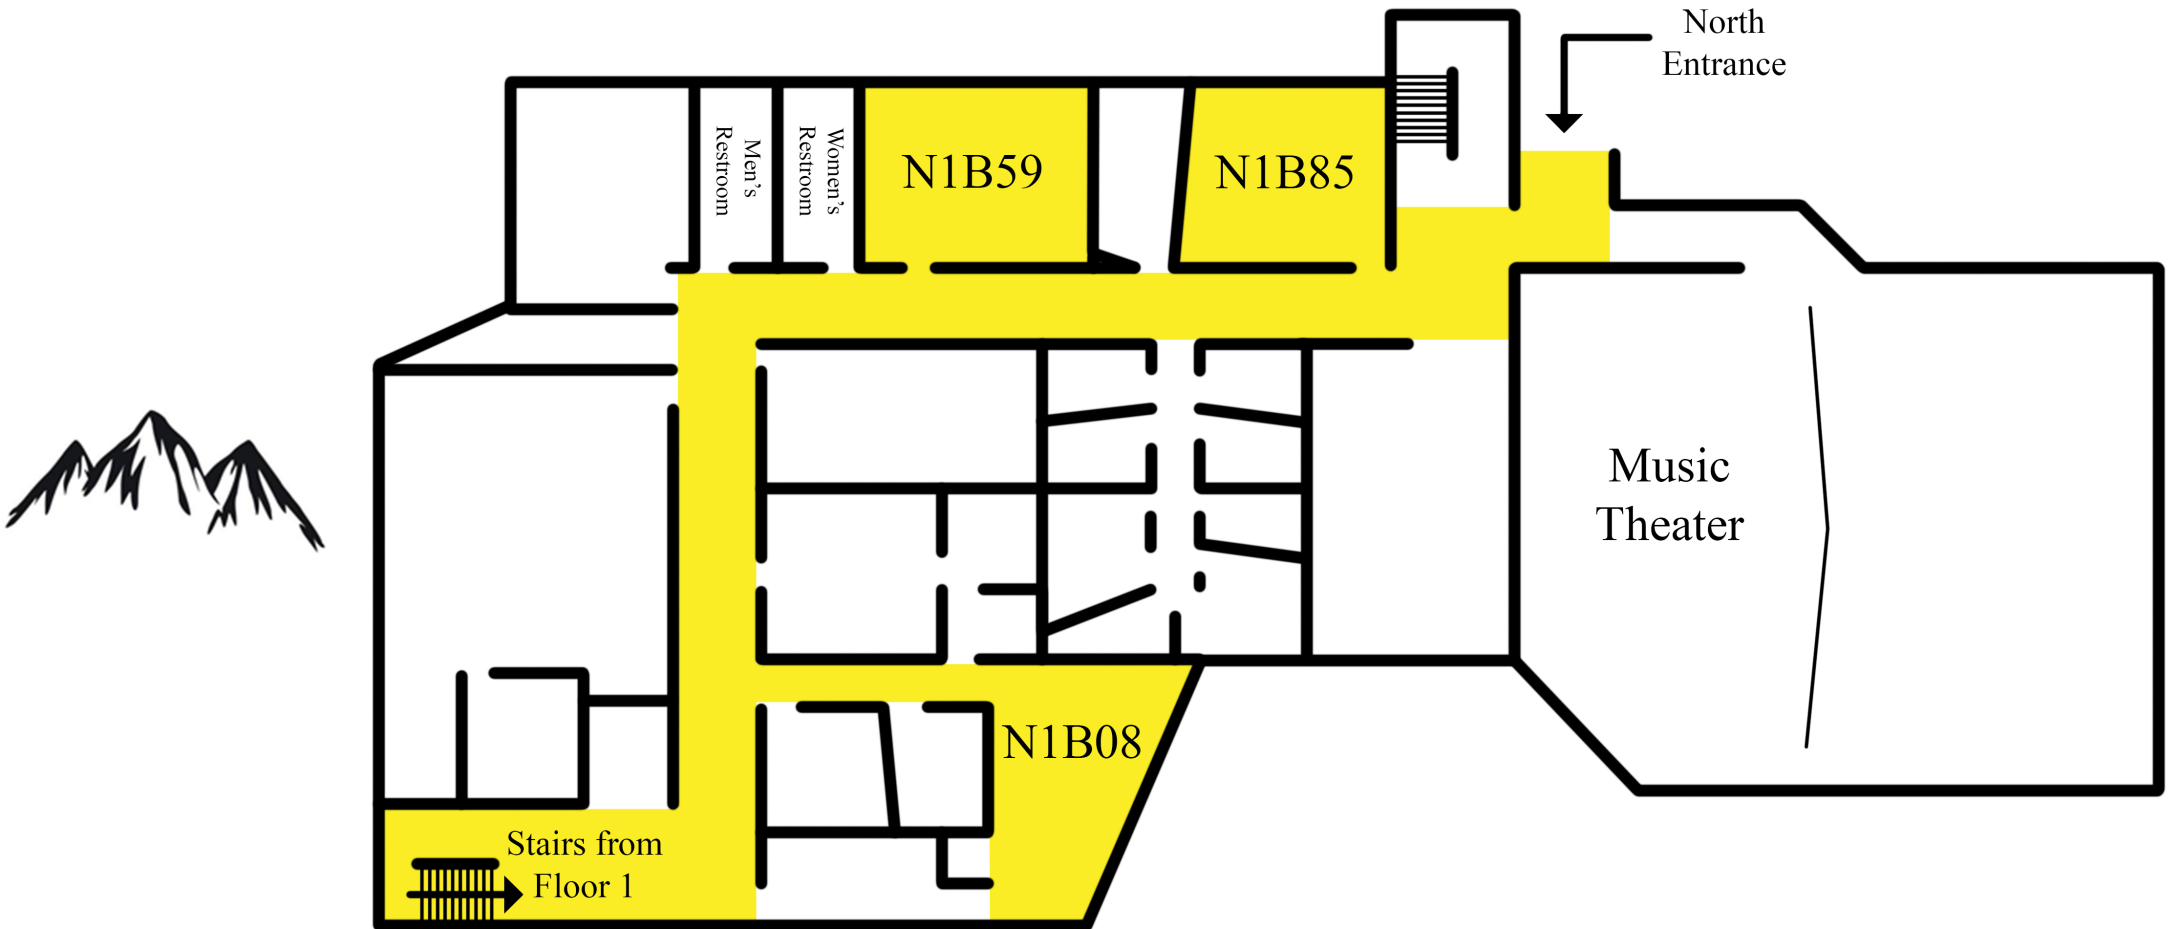 North
Entrance
Men's
Restroom
Women's
Restroom
N1B59
N1B85
Music
Theater
N1B08
Stairs from
Floor 1